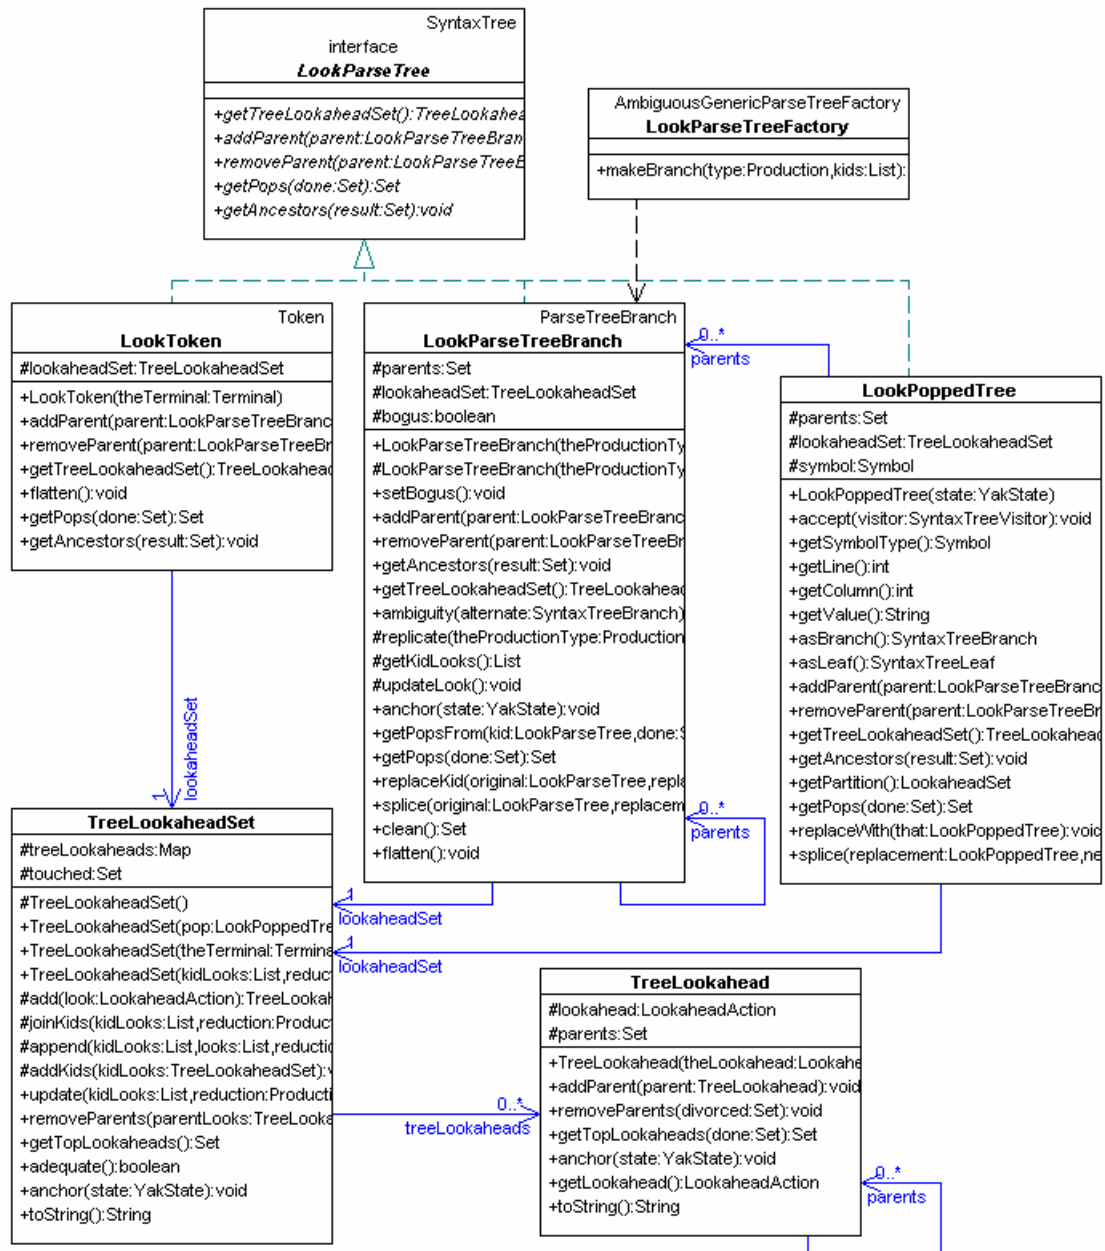 SyntaxTree
interface
LookParseTree
+getTreeLookaheadSet():TreeLookahea
+addParent(parent:LookParseTreeBran
+removeParent(parent:LookParseTreeB
+getPops(done:Set):Set
+getAncestors(result:Set):void
AmbiguousGenericParseTreeFactory
LookParseTreeFactory
+makeBranch(type:Production,kids:List):
Token
LookToken
#lookaheadSet:TreeLookaheadSet
+LookToken(theTerminal:Terminal)
+addParent(parent:LookParseTreeBranc
+removeParent(parent:LookParseTreeBr
+getTreeLookaheadSet():TreeLookahead
+flatten():void
+getPops(done:Set):Set
+getAncestors(result:Set):void
ParseTreeBranch
LookParseTreeBranch
#parents:Set
#lookaheadSet:TreeLookaheadSet
#bogus:boolean
+LookParseTreeBranch(theProductionTy
#LookParseTreeBranch(theProductionTy
+setBogus():void
+addParent(parent:LookParseTreeBranc
+removeParent(parent:LookParseTreeBr
+getAncestors(result:Set):void
+getTreeLookaheadSet():TreeLookahead
+ambiguity(alternate:SyntaxTreeBranch)
#replicate(theProductionType:Production
#getKidLooks():List
#updateLook():void
+anchor(state:YakState):void
+getPopsFrom(kid:LookParseTree,done:S
+getPops(done:Set):Set
+replaceKid(original:LookParseTree,repla
+splice(original:LookParseTree,replacem
+clean():Set
+flatten():void
0..*
parents
LookPoppedTree
#parents:Set
#lookaheadSet:TreeLookaheadSet
#symbol:Symbol
+LookPoppedTree(state:YakState)
+accept(visitor:SyntaxTreeVisitor):void
+getSymbolType():Symbol
+getLine():int
+getColumn():int
+getValue():String
+asBranch():SyntaxTreeBranch
+asLeaf():SyntaxTreeLeaf
+addParent(parent:LookParseTreeBranc
+removeParent(parent:LookParseTreeBr
+getTreeLookaheadSet():TreeLookahead
+getAncestors(result:Set):void
+getPartition():LookaheadSet
+getPops(done:Set):Set
+replaceWith(that:LookPoppedTree):void
+splice(replacement:LookPoppedTree,ne
1
lookaheadSet
0..*
parents
TreeLookaheadSet
#treeLookaheads:Map
#touched:Set
#TreeLookaheadSet()
+TreeLookaheadSet(pop:LookPoppedTre
+TreeLookaheadSet(theTerminal:Termina
+TreeLookaheadSet(kidLooks:List,reduc
#add(look:LookaheadAction):TreeLookah
#joinKids(kidLooks:List,reduction:Produc
#append(kidLooks:List,looks:List,reductio
#addKids(kidLooks:TreeLookaheadSet):v
+update(kidLooks:List,reduction:Producti
+removeParents(parentLooks:TreeLooka
+getTopLookaheads():Set
+adequate():boolean
+anchor(state:YakState):void
+toString():String
1
lookaheadSet
1
lookaheadSet
0..*
treeLookaheads
TreeLookahead
#lookahead:LookaheadAction
#parents:Set
+TreeLookahead(theLookahead:Lookahe
+addParent(parent:TreeLookahead):void
+removeParents(divorced:Set):void
+getTopLookaheads(done:Set):Set
+anchor(state:YakState):void
+getLookahead():LookaheadAction
+toString():String
0..*
parents